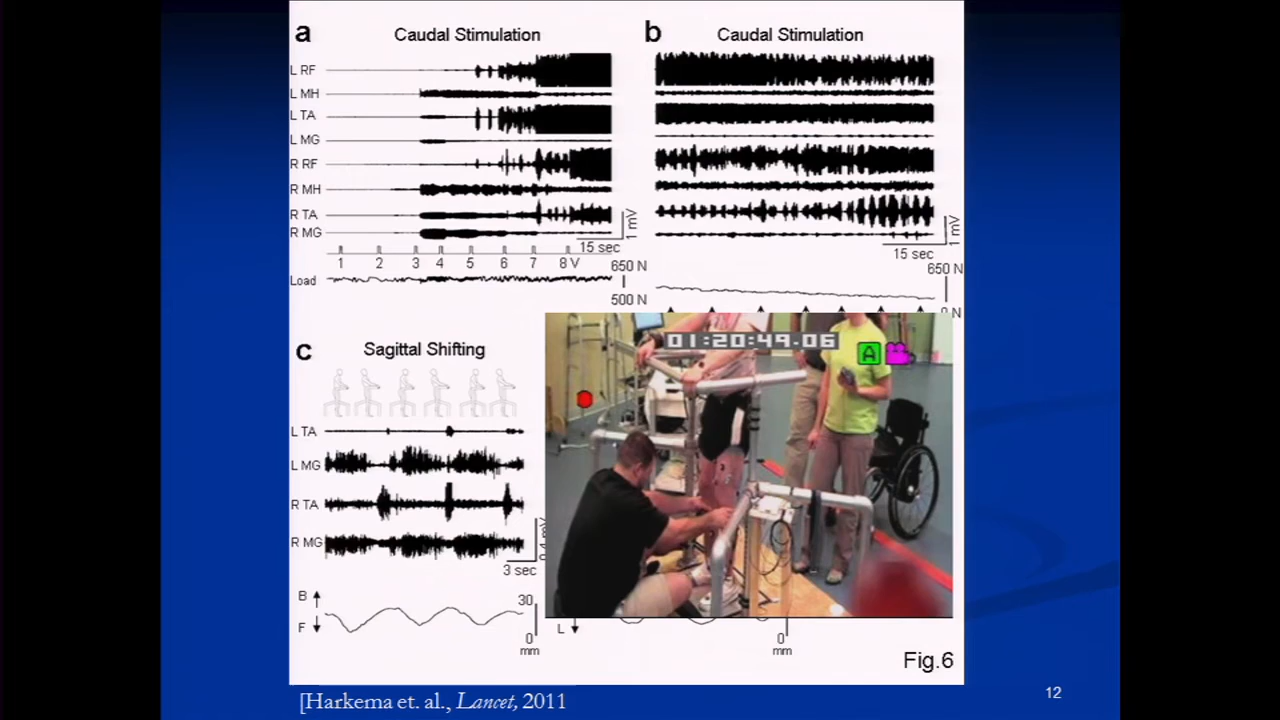 a
Caudal Stimulation
L RF
L MH
L TA
L MG
R RF
R MH
R TA
R MG
1 mV
15 sec
1 2 3 4 5 6 7 8 V
650 N
Load
500 N
b
Caudal Stimulation
1 mV
15 sec
650 N
0 N
c
Sagittal Shifting
L TA
L MG
R TA
R MG
3 sec
B
F
30
0
mm
01:20:49.06
A
L
0
mm
Fig.6
[Harkema et. al., Lancet, 2011
12